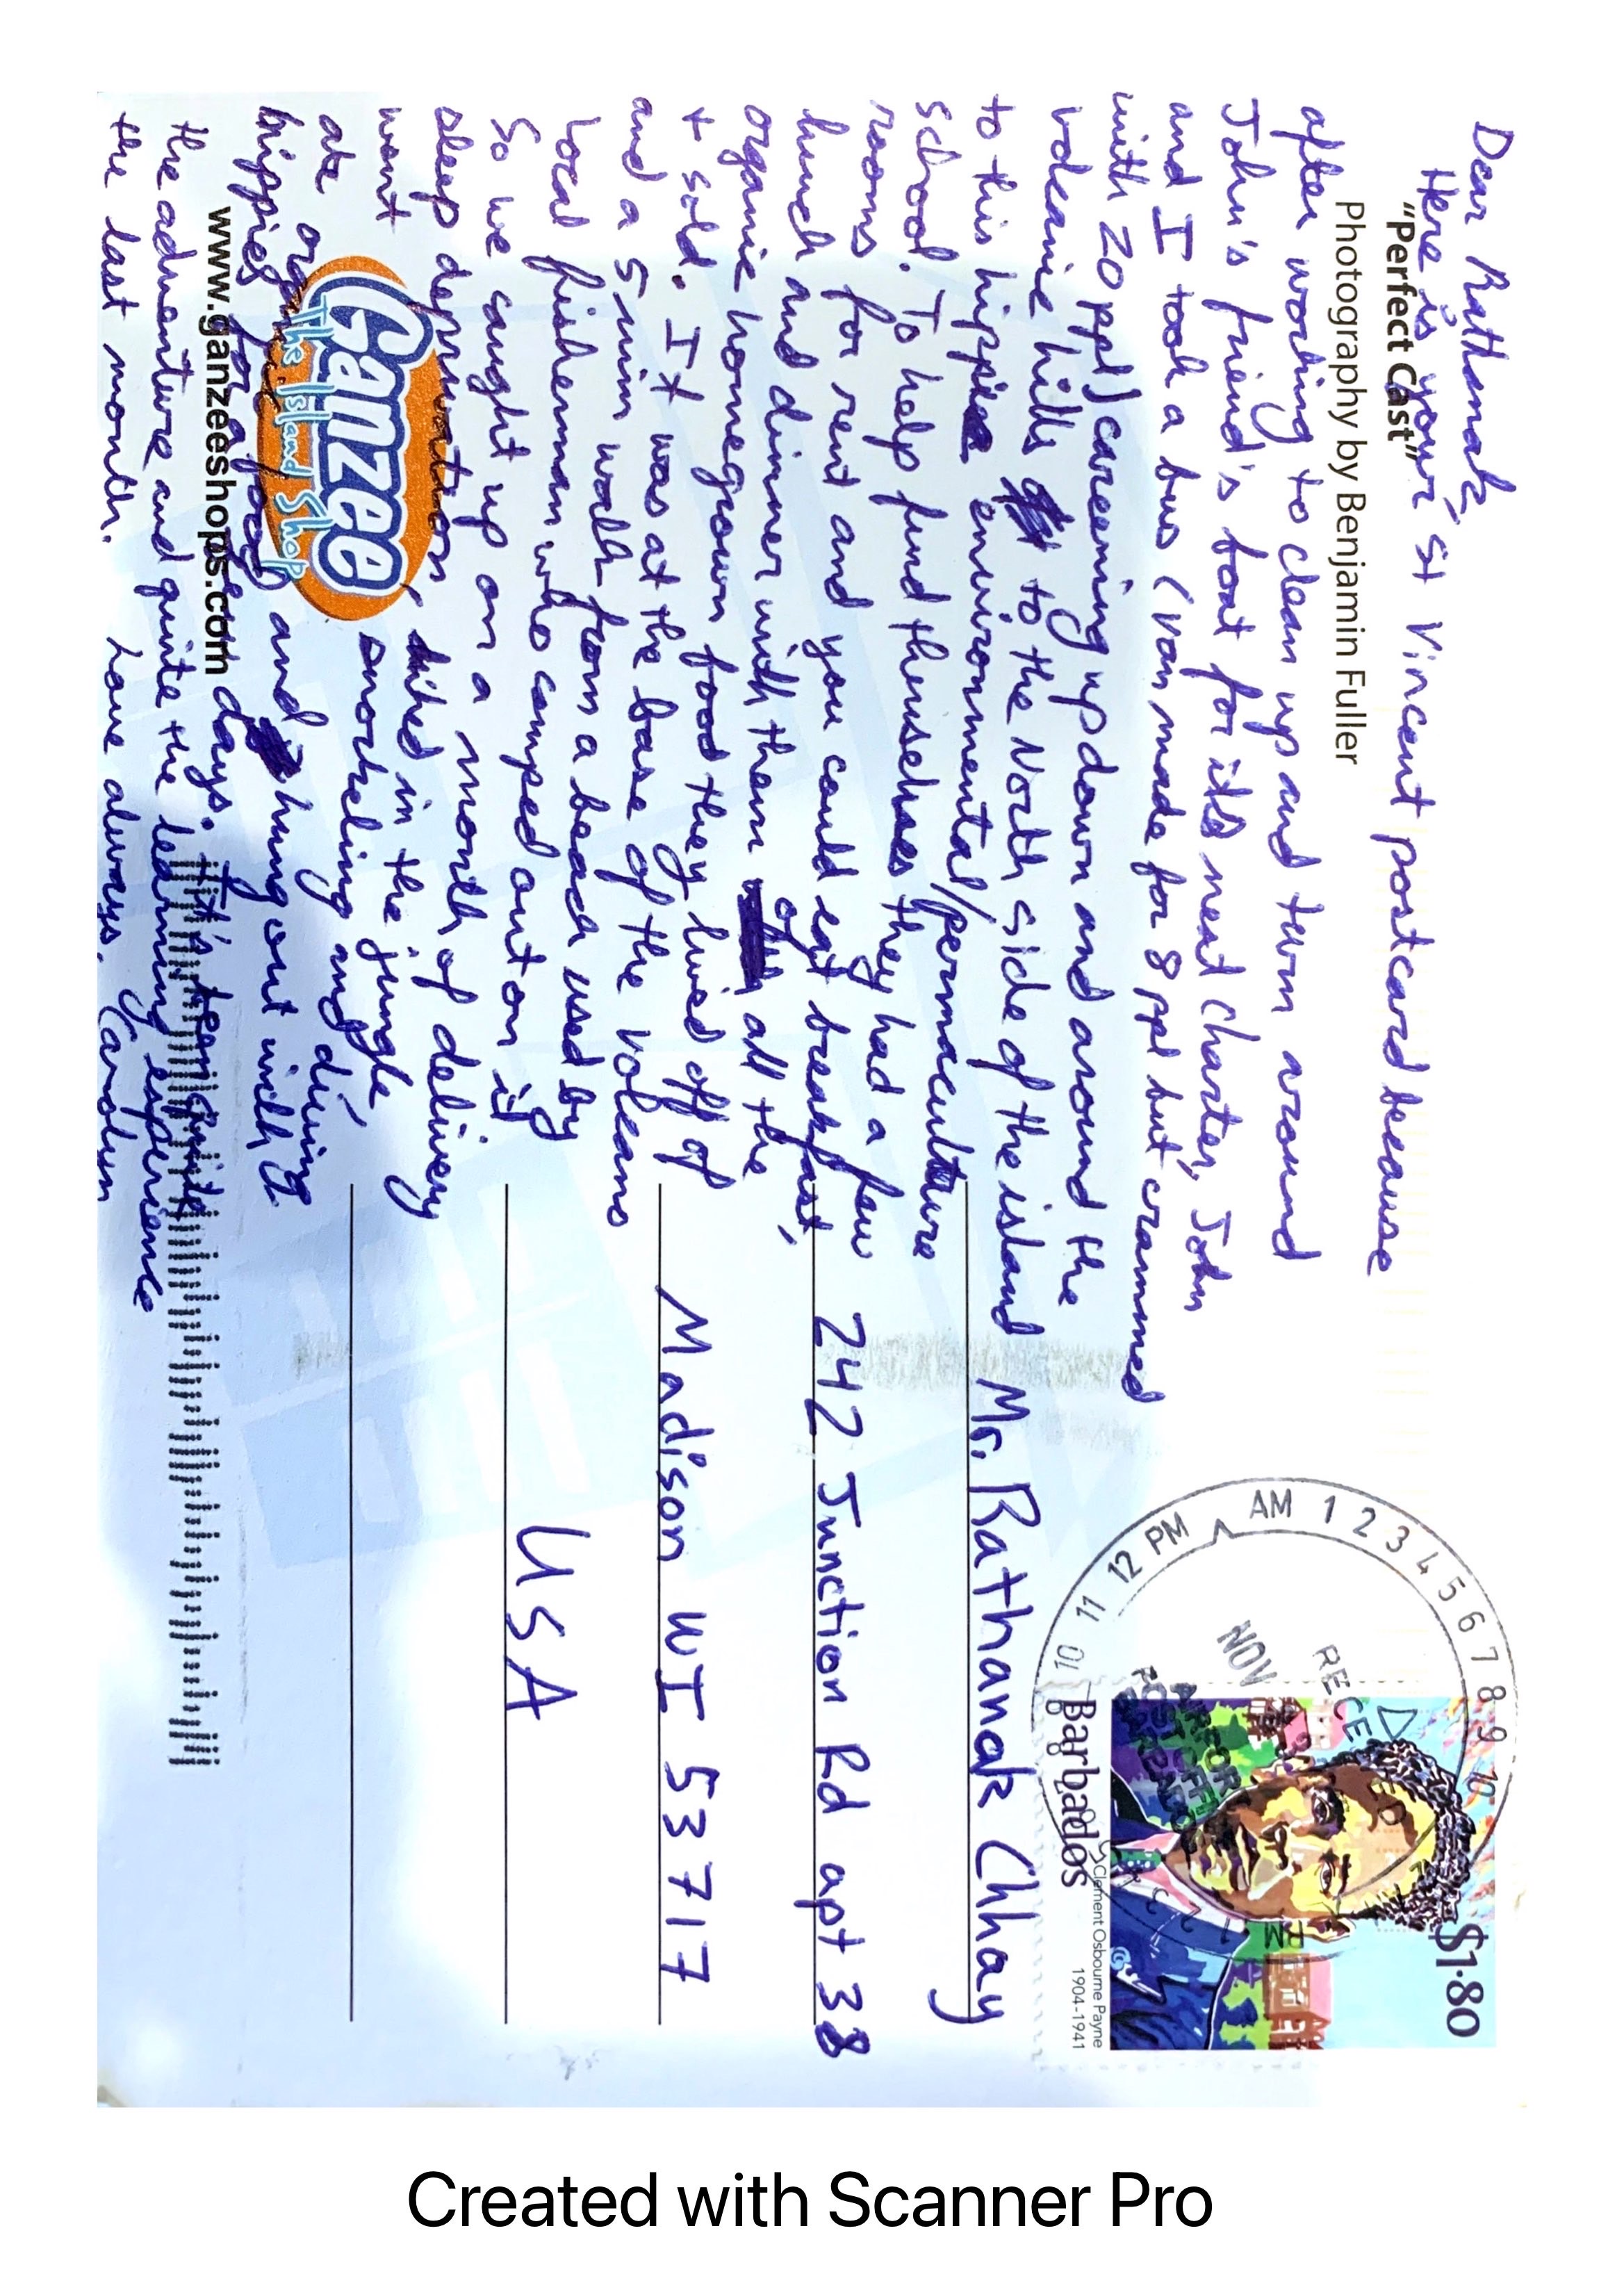 Dear Rathanak,
Here is your St Vincent postcard because
"Perfect Cast"
Photography by Benjamin Fuller
after working to clean up and turn around
John's friend's boat for its next charter, John
and I took a bus (van made for 8 ppl but crammed
with 20 ppl) careening up down and around the
volcanic hills to the North side of the island
to this hippie environmental/permaculture
school. To help fund themselves they had a few
rooms for rent and you could eat breakfast,
lunch and dinner with them off all the
organic homegrown food they lived off of
+ sold. It was at the base of the volcano
and a 5 min walk from a beach used by
local fisherman who camped out on it
So we caught up on a month of delivery
sleep deprivation, hiked in the jungle,
went snorkeling and diving,
ate and hung out with
hippies for a few days. It's been quite
the adventure and quite the learning experience
the last month. Love always, Carolyn
Ganzee
The Island Shop
www.ganzeeshops.com
AM 1 2 3 4 5 6 7 8 9 10
11 12 PM
10
NOV
$1.80
Barbados
Clement Osbourne Payne
1904-1941
Mr. Rathanak Chhay
242 Junction Rd apt 38
Madison WI 53717
USA
Created with Scanner Pro